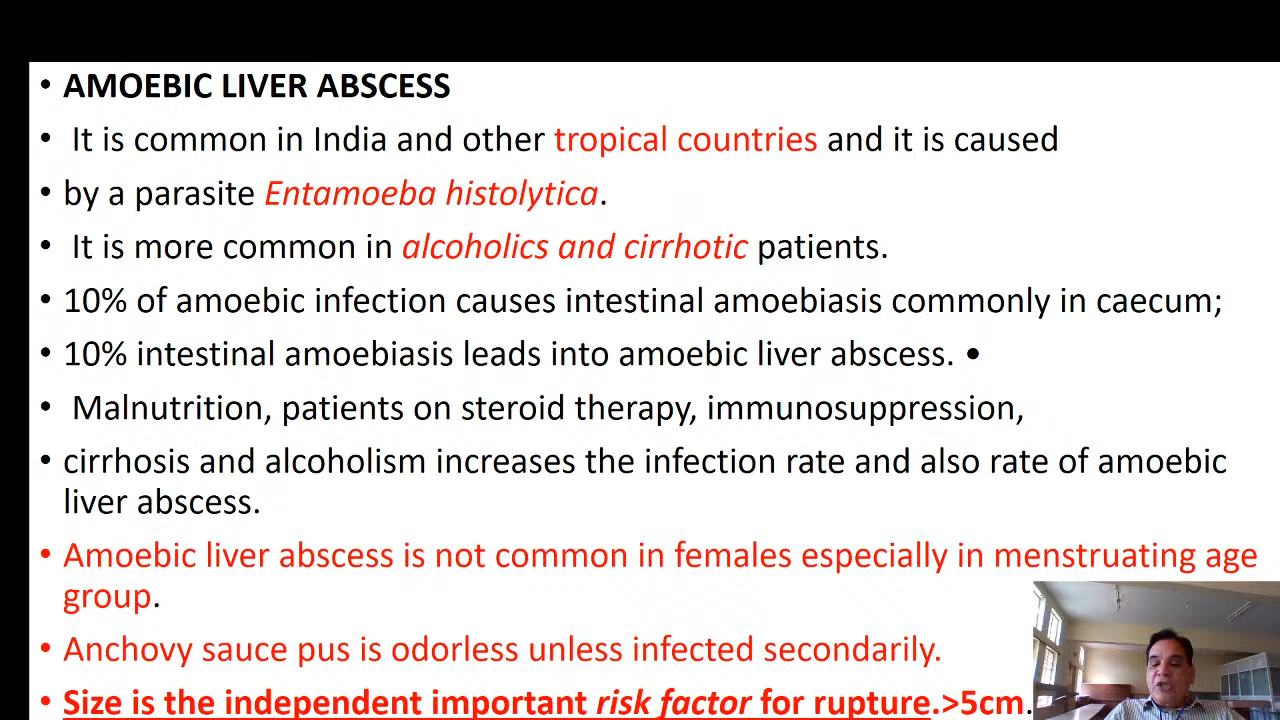 • AMOEBIC LIVER ABSCESS
• It is common in India and other tropical countries and it is caused
• by a parasite Entamoeba histolytica.
• It is more common in alcoholics and cirrhotic patients.
• 10% of amoebic infection causes intestinal amoebiasis commonly in caecum;
• 10% intestinal amoebiasis leads into amoebic liver abscess. •
• Malnutrition, patients on steroid therapy, immunosuppression,
• cirrhosis and alcoholism increases the infection rate and also rate of amoebic
liver abscess.
• Amoebic liver abscess is not common in females especially in menstruating age
group.
• Anchovy sauce pus is odorless unless infected secondarily.
• Size is the independent important risk factor for rupture.>5cm.